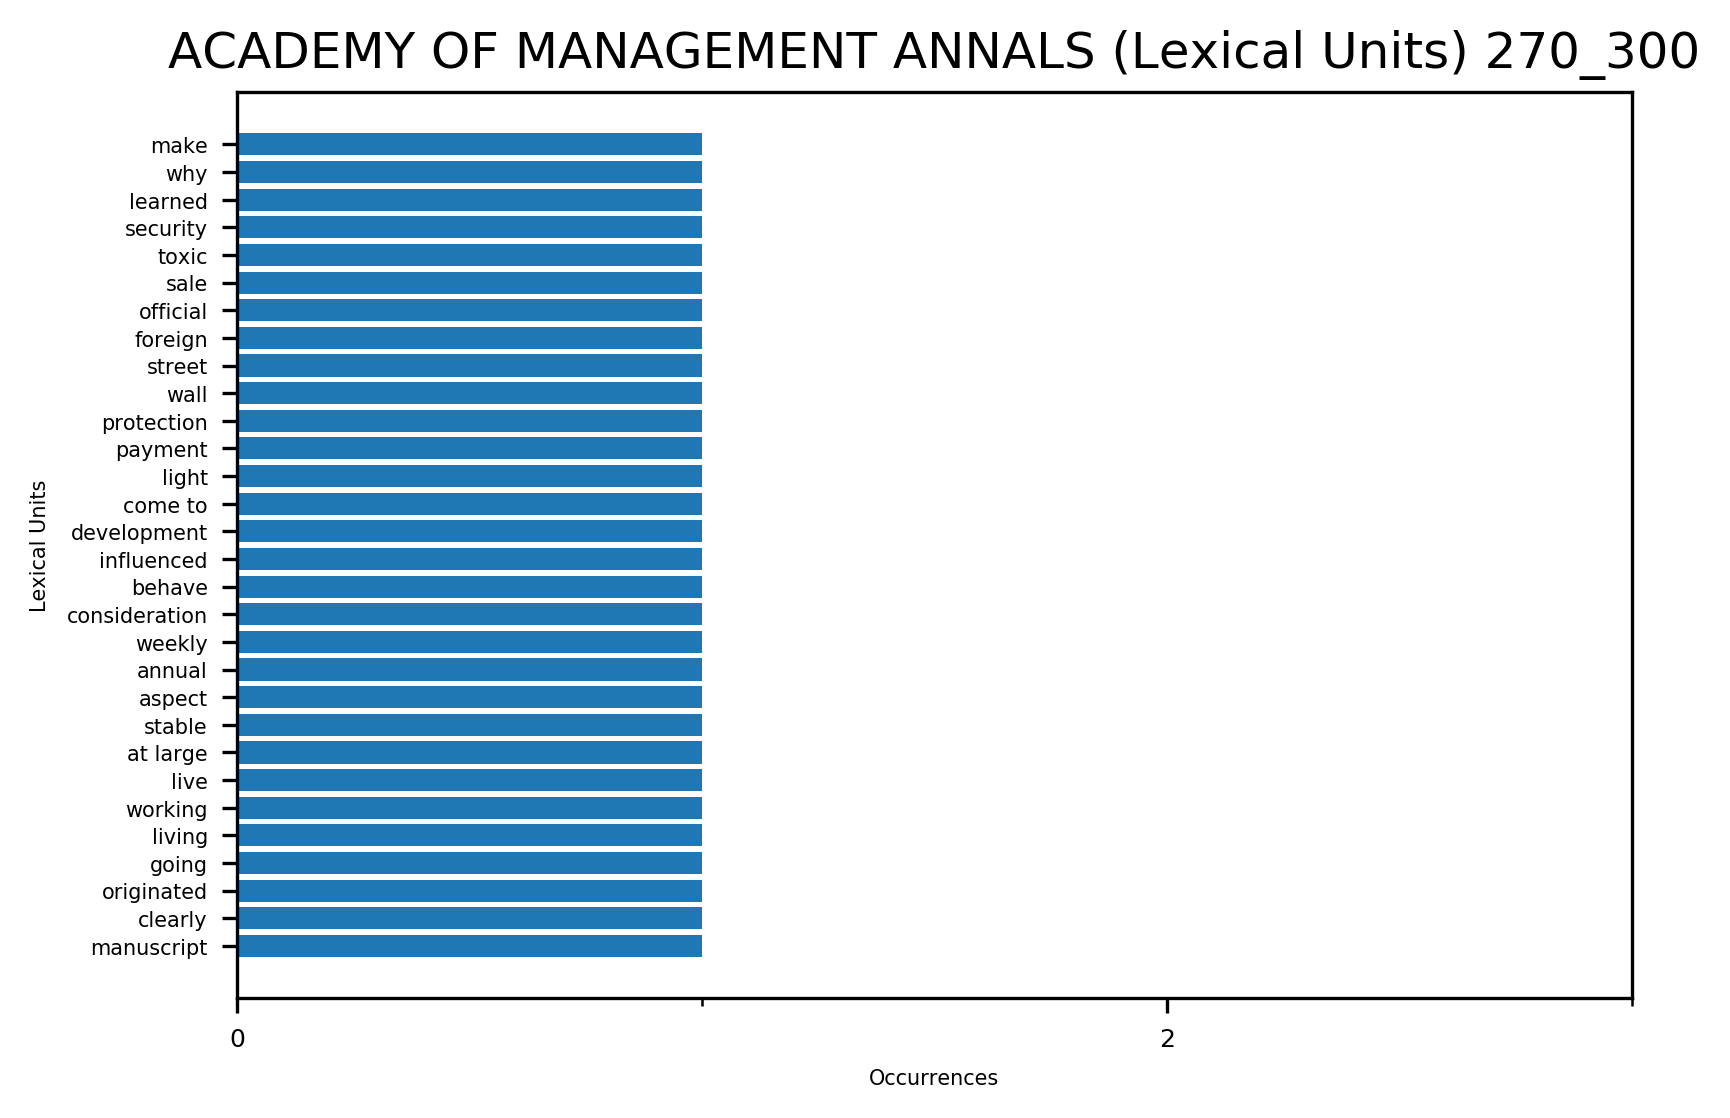 ACADEMY OF MANAGEMENT ANNALS (Lexical Units) 270_300
make
why
learned
security
toxic
sale
official
foreign
street
wall
protection
payment
light
come to
development
influenced
behave
consideration
weekly
annual
aspect
stable
at large
live
working
living
going
originated
clearly
manuscript
Lexical Units
0
2
Occurrences